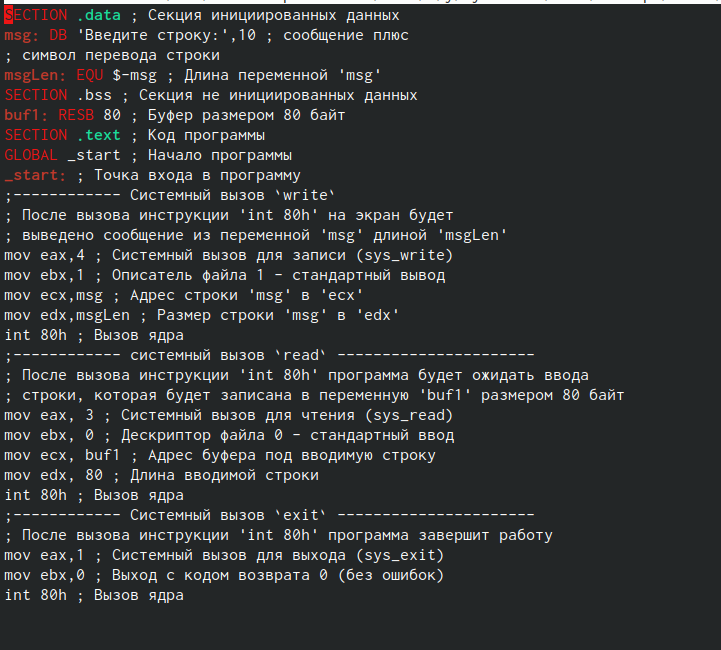 SECTION .data ; Секция инициированных данных
msg: DB 'Введите строку:',10 ; сообщение плюс
; символ перевода строки
msgLen: EQU $-msg ; Длина переменной 'msg'
SECTION .bss ; Секция не инициированных данных
buf1: RESB 80 ; Буфер размером 80 байт
SECTION .text ; Код программы
GLOBAL _start ; Начало программы
_start: ; Точка входа в программу
;------------ Системный вызов `write`
; После вызова инструкции 'int 80h' на экран будет
; выведено сообщение из переменной 'msg' длиной 'msgLen'
mov eax,4 ; Системный вызов для записи (sys_write)
mov ebx,1 ; Описатель файла 1 - стандартный вывод
mov ecx,msg ; Адрес строки 'msg' в 'ecx'
mov edx,msgLen ; Размер строки 'msg' в 'edx'
int 80h ; Вызов ядра
;------------ системный вызов `read` ----------------------
; После вызова инструкции 'int 80h' программа будет ожидать ввода
; строки, которая будет записана в переменную 'buf1' размером 80 байт
mov eax, 3 ; Системный вызов для чтения (sys_read)
mov ebx, 0 ; Дескриптор файла 0 - стандартный ввод
mov ecx, buf1 ; Адрес буфера под вводимую строку
mov edx, 80 ; Длина вводимой строки
int 80h ; Вызов ядра
;------------ Системный вызов `exit` ----------------------
; После вызова инструкции 'int 80h' программа завершит работу
mov eax,1 ; Системный вызов для выхода (sys_exit)
mov ebx,0 ; Выход с кодом возврата 0 (без ошибок)
int 80h ; Вызов ядра